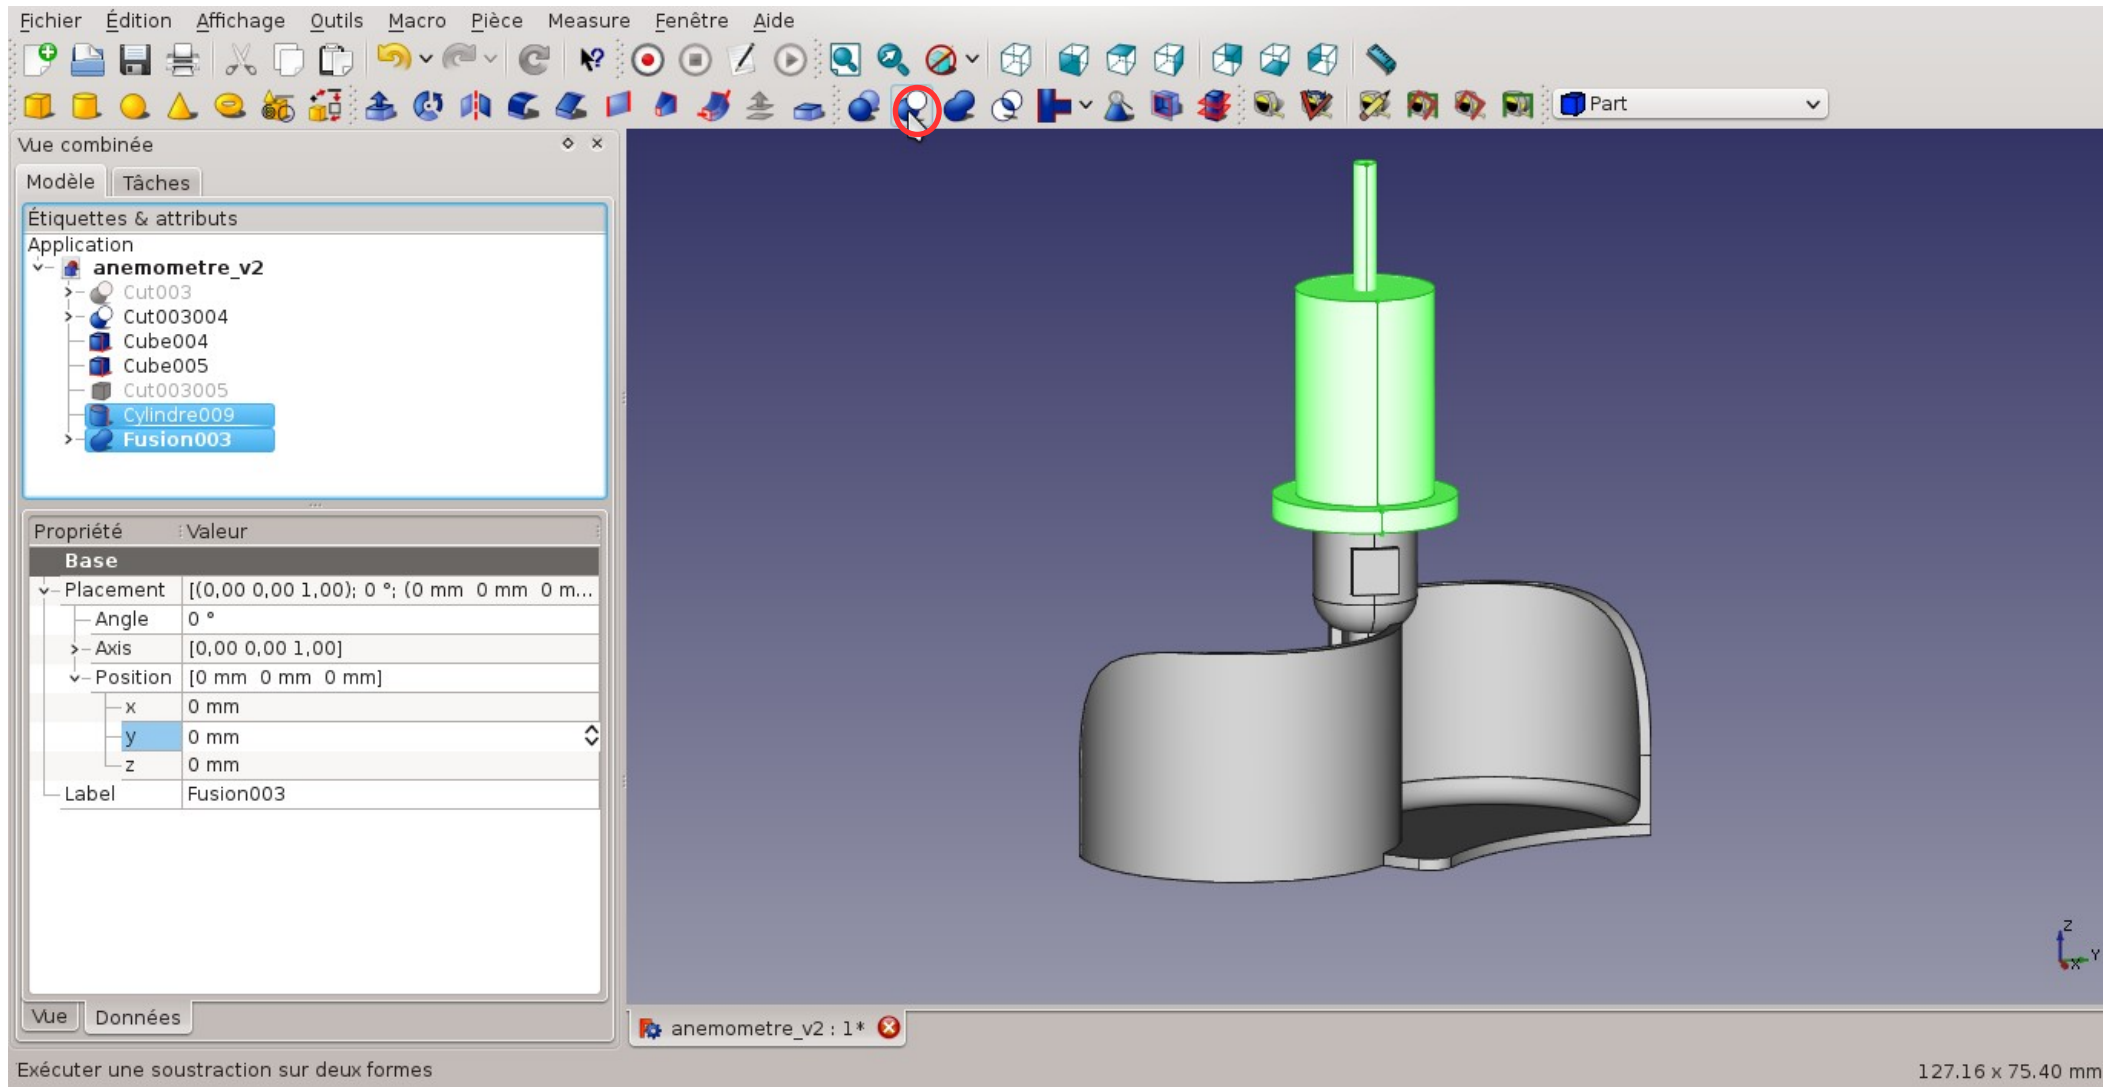 Fichier Édition Affichage Outils Macro Pièce Measure Fenêtre Aide
Part
Vue combinée
Modèle Tâches
Étiquettes & attributs
Application
anemometre_v2
Cut003
Cut003004
Cube004
Cube005
Cut003005
Cylindre009
Fusion003
Propriété Valeur
Base
Placement [(0,00 0,00 1,00); 0 °; (0 mm 0 mm 0 m...
Angle 0 °
Axis [0,00 0,00 1,00]
Position [0 mm 0 mm 0 mm]
x 0 mm
y 0 mm
z 0 mm
Label Fusion003
Z
Y
X
Vue Données
anemometre_v2 : 1*
Exécuter une soustraction sur deux formes
127.16 x 75.40 mm